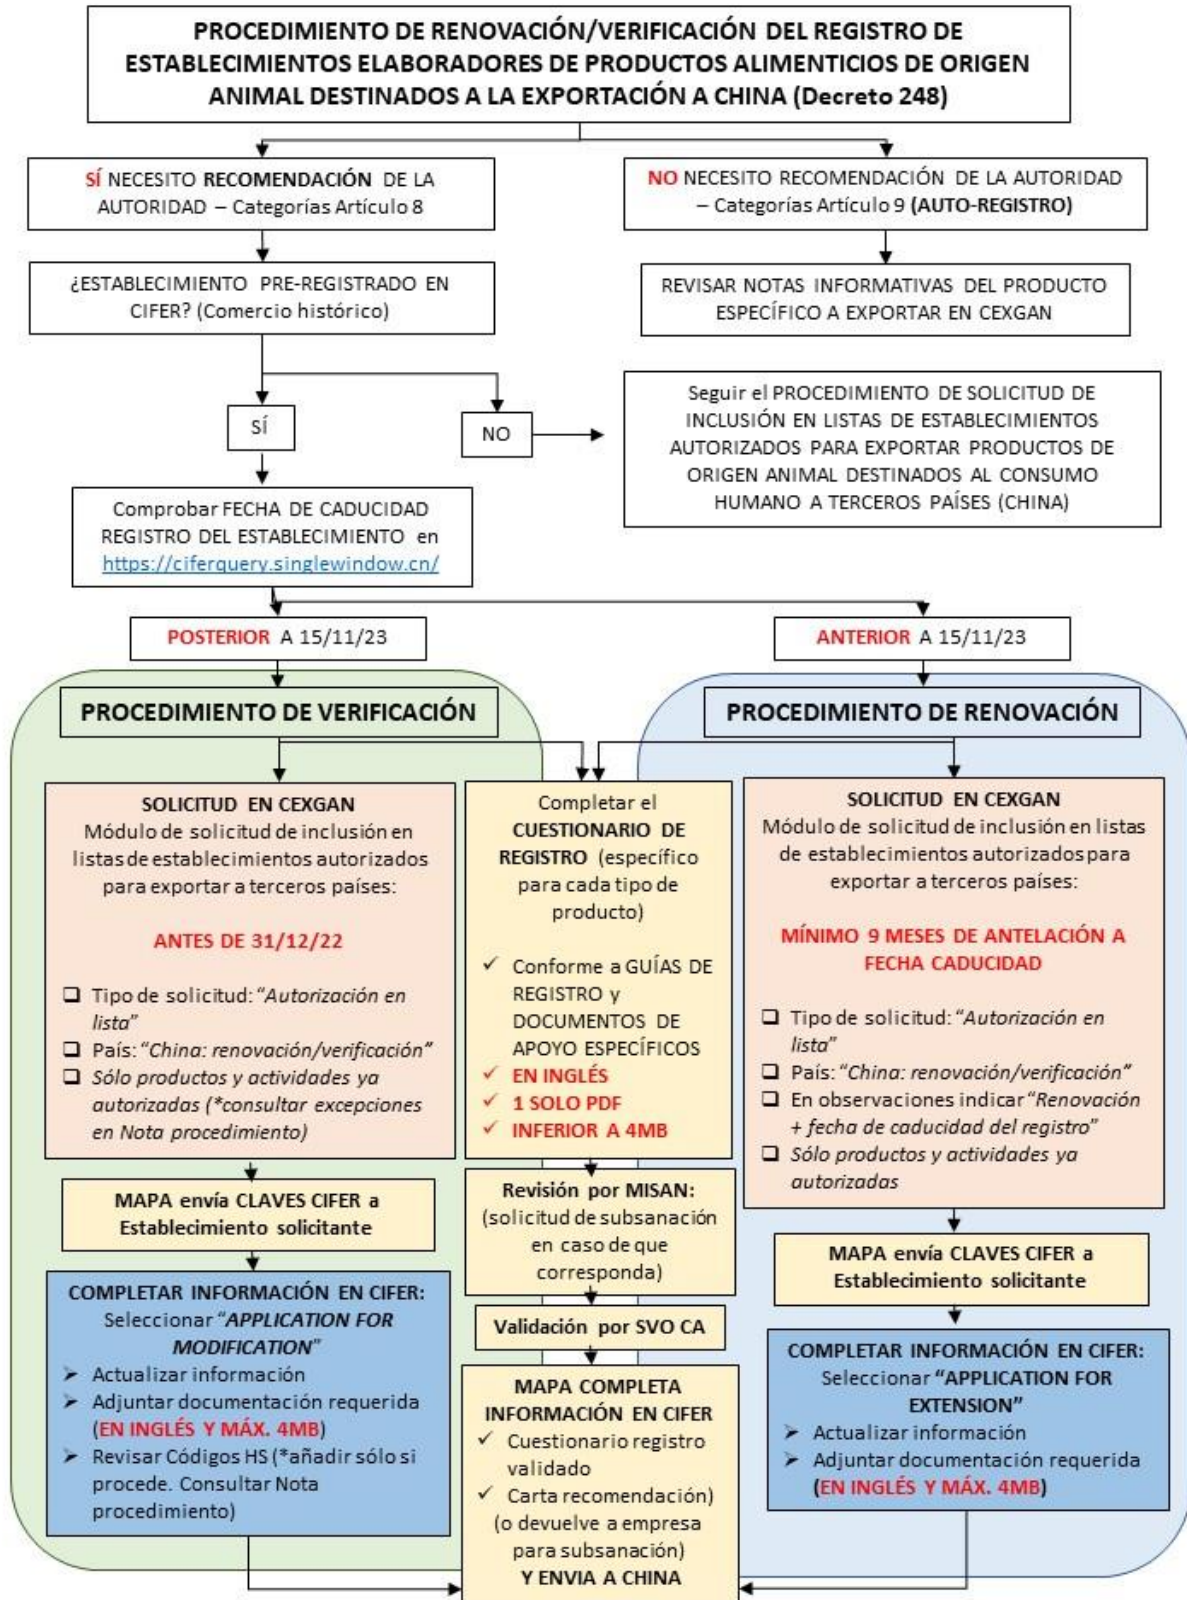 PROCEDIMIENTO DE RENOVACIÓN/VERIFICACIÓN DEL REGISTRO DE
ESTABLECIMIENTOS ELABORADORES DE PRODUCTOS ALIMENTICIOS DE ORIGEN
ANIMAL DESTINADOS A LA EXPORTACIÓN A CHINA (Decreto 248)
SÍ NECESITO RECOMENDACIÓN DE LA
AUTORIDAD – Categorías Artículo 8
NO NECESITO RECOMENDACIÓN DE LA AUTORIDAD
– Categorías Artículo 9 (AUTO-REGISTRO)
¿ESTABLECIMIENTO PRE-REGISTRADO EN
CIFER? (Comercio histórico)
REVISAR NOTAS INFORMATIVAS DEL PRODUCTO
ESPECÍFICO A EXPORTAR EN CEXGAN
SÍ
NO
Seguir el PROCEDIMIENTO DE SOLICITUD DE
INCLUSIÓN EN LISTAS DE ESTABLECIMIENTOS
AUTORIZADOS PARA EXPORTAR PRODUCTOS DE
ORIGEN ANIMAL DESTINADOS AL CONSUMO
HUMANO A TERCEROS PAÍSES (CHINA)
Comprobar FECHA DE CADUCIDAD
REGISTRO DEL ESTABLECIMIENTO en
https://ciferquery.singlewindow.cn/
POSTERIOR A 15/11/23
ANTERIOR A 15/11/23
PROCEDIMIENTO DE VERIFICACIÓN
PROCEDIMIENTO DE RENOVACIÓN
SOLICITUD EN CEXGAN
Módulo de solicitud de inclusión en
listas de establecimientos autorizados
para exportar a terceros países:
ANTES DE 31/12/22
❑ Tipo de solicitud: "Autorización en
lista"
❑ País: "China: renovación/verificación"
❑ Sólo productos y actividades ya
autorizadas (*consultar excepciones
en Nota procedimiento)
MAPA envía CLAVES CIFER a
Establecimiento solicitante
COMPLETAR INFORMACIÓN EN CIFER:
Seleccionar "APPLICATION FOR
MODIFICATION"
➤ Actualizar información
➤ Adjuntar documentación requerida
(EN INGLÉS Y MÁX. 4MB)
➤ Revisar Códigos HS (*añadir sólo si
procede. Consultar Nota
procedimiento)
Completar el
CUESTIONARIO DE
REGISTRO (específico
para cada tipo de
producto)
✓ Conforme a GUÍAS DE
REGISTRO y
DOCUMENTOS DE
APOYO ESPECÍFICOS
✓ EN INGLÉS
✓ 1 SOLO PDF
✓ INFERIOR A 4MB
Revisión por MISAN:
(solicitud de subsanación
en caso de que
corresponda)
Validación por SVO CA
MAPA COMPLETA
INFORMACIÓN EN CIFER
✓ Cuestionario registro
validado
✓ Carta recomendación)
(o devuelve a empresa
para subsanación)
Y ENVIA A CHINA
SOLICITUD EN CEXGAN
Módulo de solicitud de inclusión en listas
de establecimientos autorizados para
exportar a terceros países:
MÍNIMO 9 MESES DE ANTELACIÓN A
FECHA CADUCIDAD
❑ Tipo de solicitud: "Autorización en
lista"
❑ País: "China: renovación/verificación"
❑ En observaciones indicar "Renovación
+ fecha de caducidad del registro"
❑ Sólo productos y actividades ya
autorizadas
MAPA envía CLAVES CIFER a
Establecimiento solicitante
COMPLETAR INFORMACIÓN EN CIFER:
Seleccionar "APPLICATION FOR
EXTENSION"
➤ Actualizar información
➤ Adjuntar documentación requerida
(EN INGLÉS Y MÁX. 4MB)